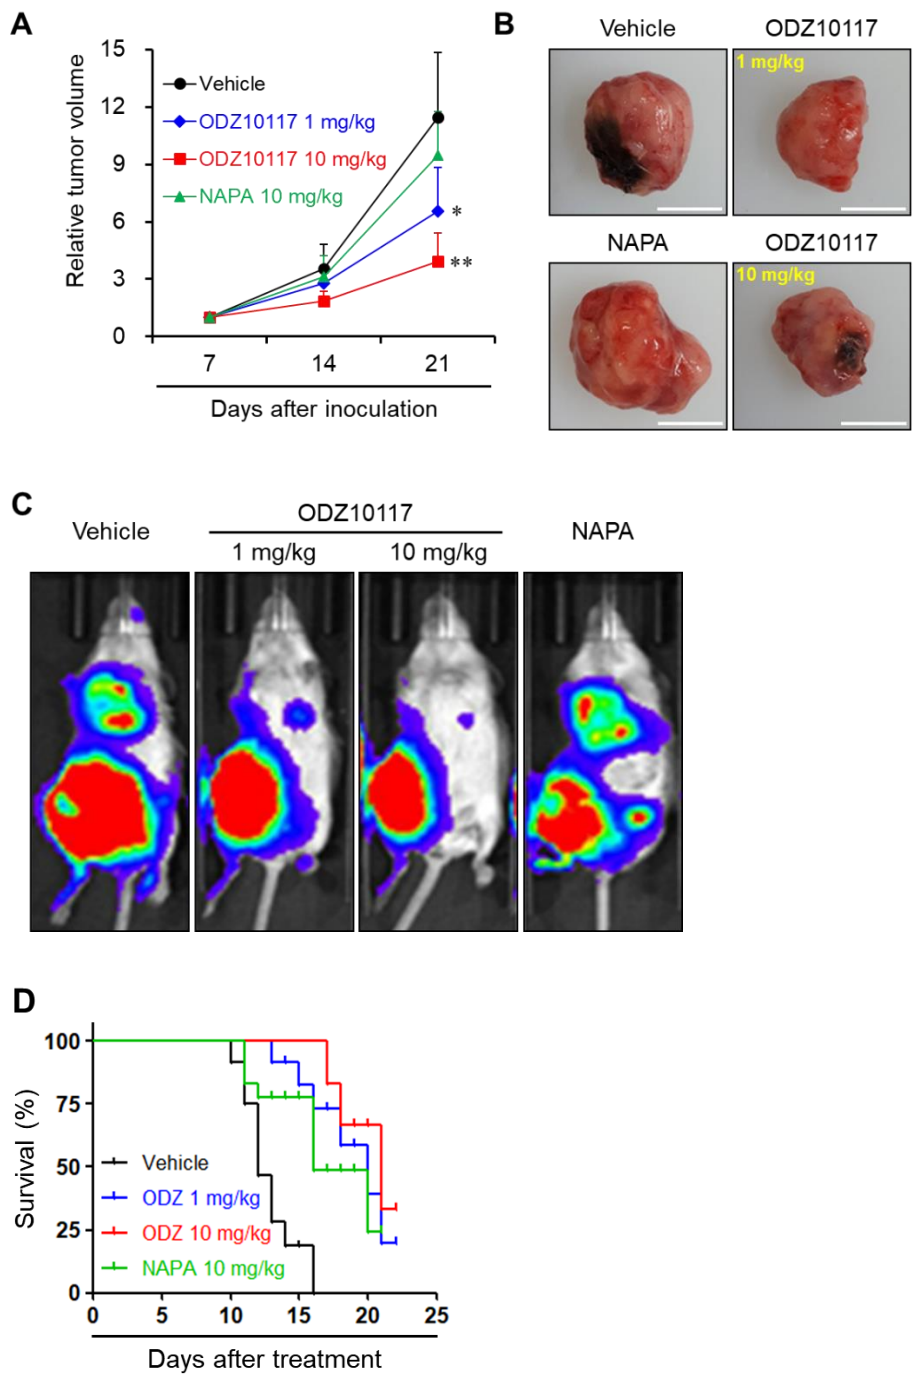 A
Relative tumor volume
15
12
9
6
3
0
Vehicle
ODZ10117 1 mg/kg
ODZ10117 10 mg/kg
NAPA 10 mg/kg
*
**
7 14 21
Days after inoculation
B
Vehicle ODZ10117
1 mg/kg
NAPA ODZ10117
10 mg/kg
C
Vehicle ODZ10117 NAPA
1 mg/kg 10 mg/kg
D
Survival (%)
100
75
50
25
0
Vehicle
ODZ 1 mg/kg
ODZ 10 mg/kg
NAPA 10 mg/kg
0 5 10 15 20 25
Days after treatment